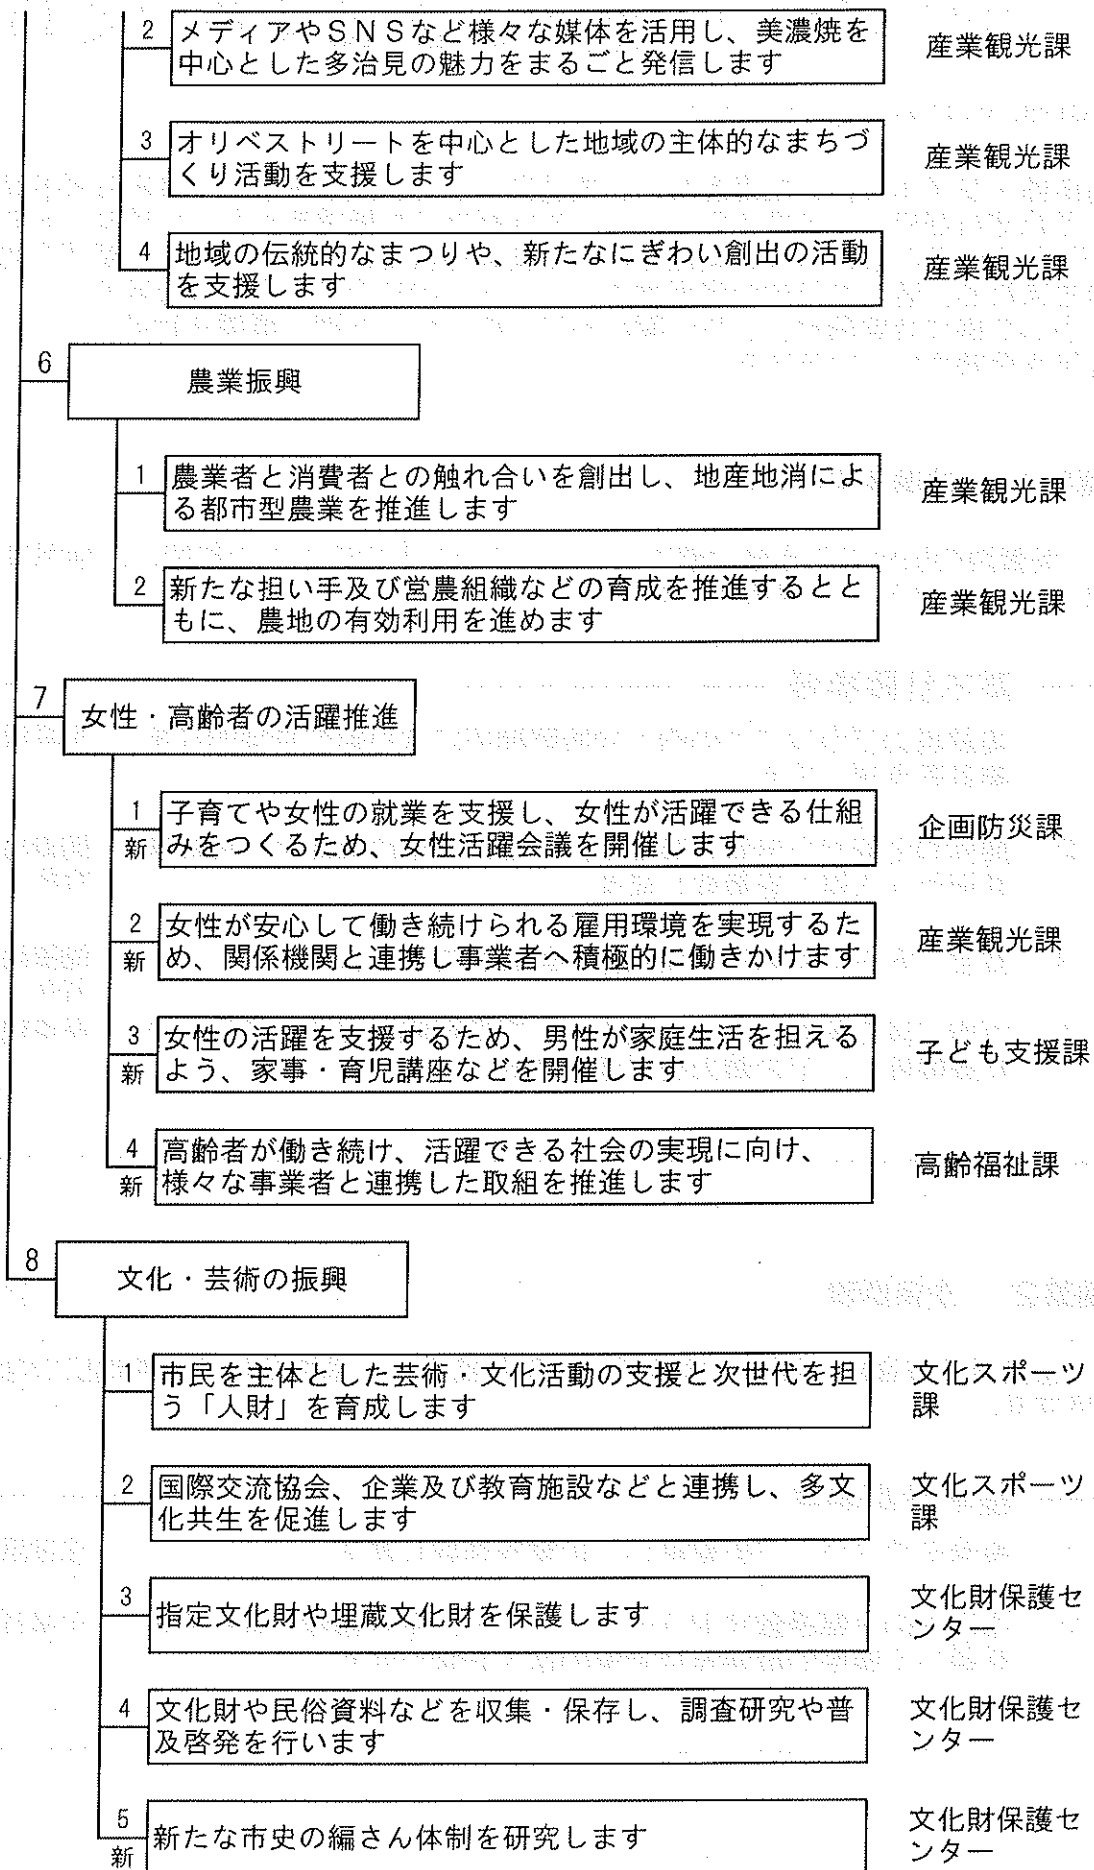 2 メディアやSNSなど様々な媒体を活用し、美濃焼を 産業観光課
中心とした多治見の魅力をまるごと発信します
3 オリベストリートを中心とした地域の主体的なまちづ 産業観光課
くり活動を支援します
4 地域の伝統的なまつりや、新たなにぎわい創出の活動 産業観光課
を支援します
6 農業振興
1 農業者と消費者との触れ合いを創出し、地産地消によ 産業観光課
る都市型農業を推進します
2 新たな担い手及び営農組織などの育成を推進するとと 産業観光課
もに、農地の有効利用を進めます
7 女性・高齢者の活躍推進
1 子育てや女性の就業を支援し、女性が活躍できる仕組 企画防災課
新 みをつくるため、女性活躍会議を開催します
2 女性が安心して働き続けられる雇用環境を実現するた 産業観光課
新 め、関係機関と連携し事業者へ積極的に働きかけます
3 女性の活躍を支援するため、男性が家庭生活を担える 子ども支援課
新 よう、家事・育児講座などを開催します
4 高齢者が働き続け、活躍できる社会の実現に向け、 高齢福祉課
新 様々な事業者と連携した取組を推進します
8 文化・芸術の振興
1 市民を主体とした芸術・文化活動の支援と次世代を担 文化スポーツ
う「人財」を育成します 課
2 国際交流協会、企業及び教育施設などと連携し、多文 文化スポーツ
化共生を促進します 課
3 指定文化財や埋蔵文化財を保護します 文化財保護セ
ンター
4 文化財や民俗資料などを収集・保存し、調査研究や普 文化財保護セ
及啓発を行います ンター
5 新たな市史の編さん体制を研究します 文化財保護セ
新 ンター